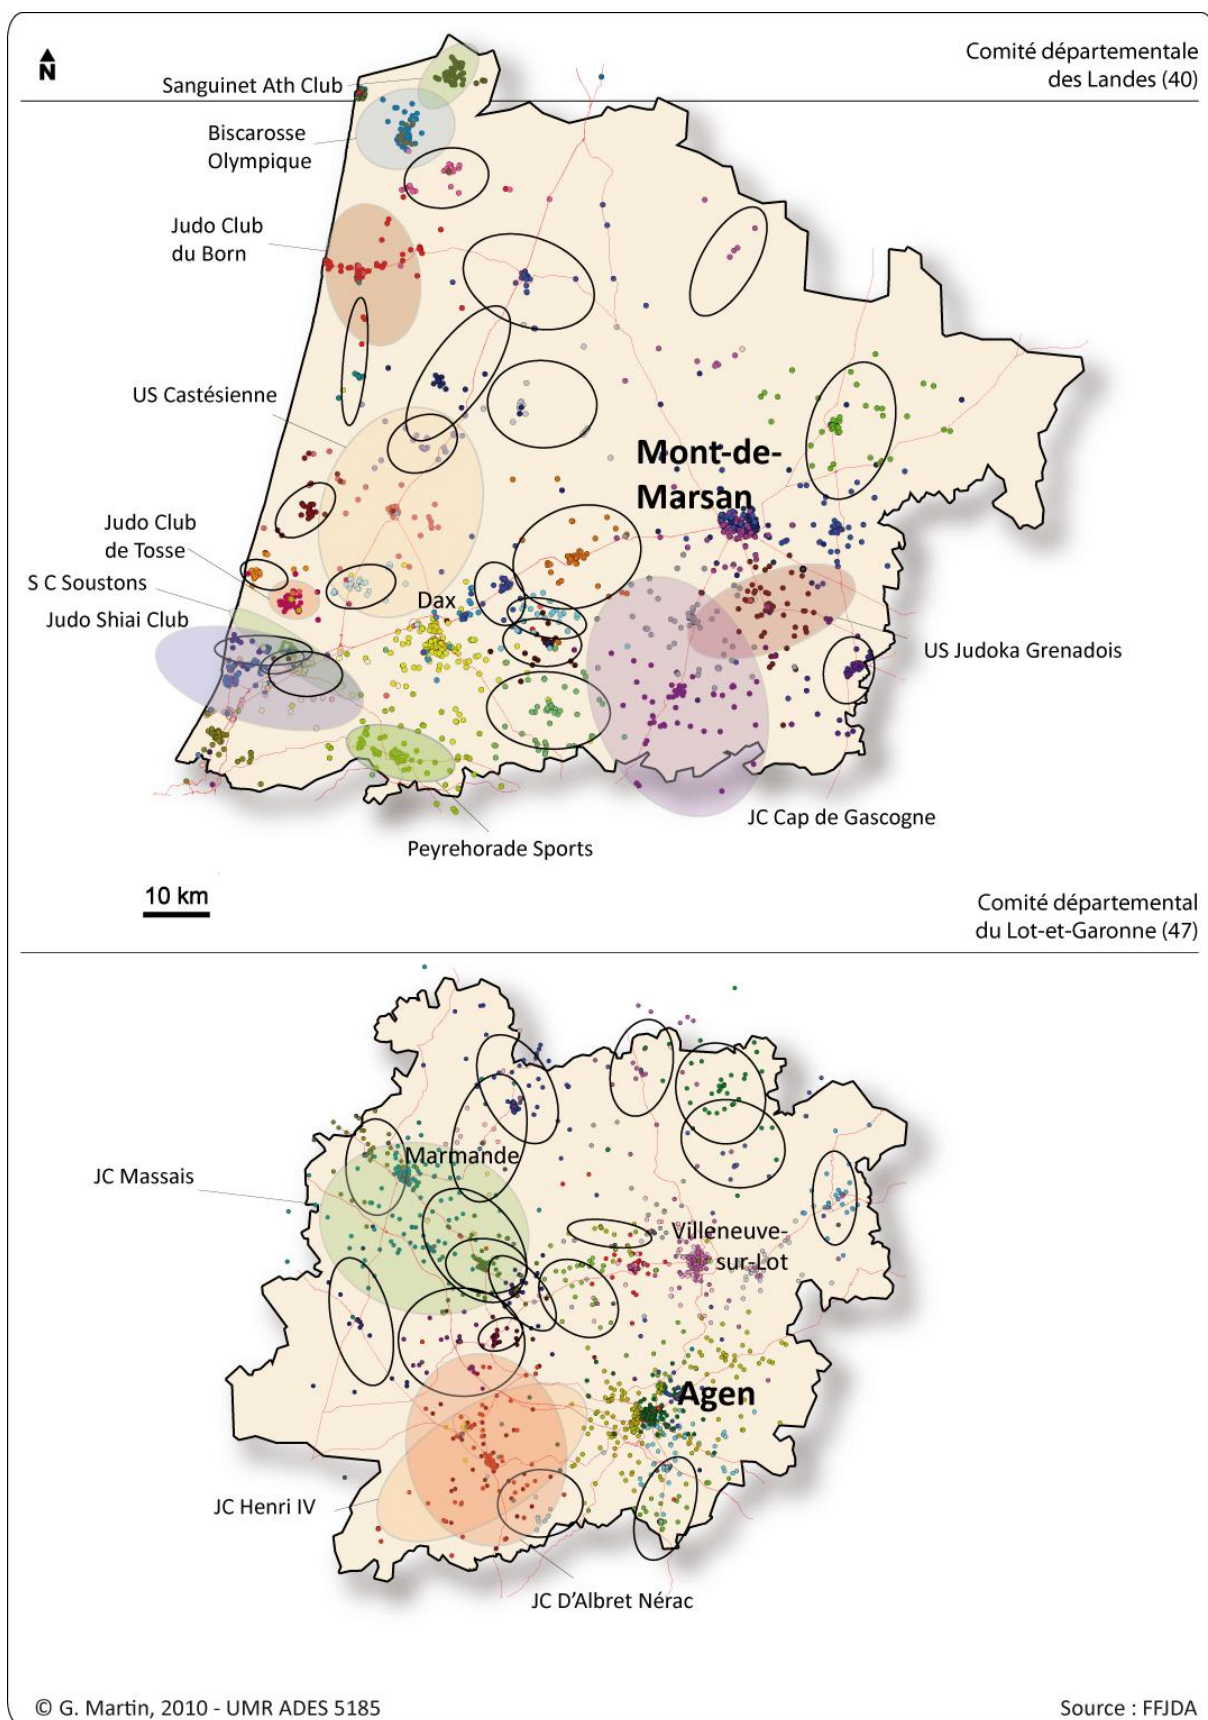 N
Comité départementale
des Landes (40)
Sanguinet Ath Club
Biscarosse
Olympique
Judo Club
du Born
US Castésienne
Mont-de-
Marsan
Judo Club
de Tosse
S C Soustons
Dax
Judo Shiai Club
US Judoka Grenadois
JC Cap de Gascogne
Peyrehorade Sports
10 km
Comité départemental
du Lot-et-Garonne (47)
Marmande
JC Massais
Villeneuve-
sur-Lot
Agen
JC Henri IV
JC D'Albret Nérac
© G. Martin, 2010 - UMR ADES 5185
Source : FFJDA